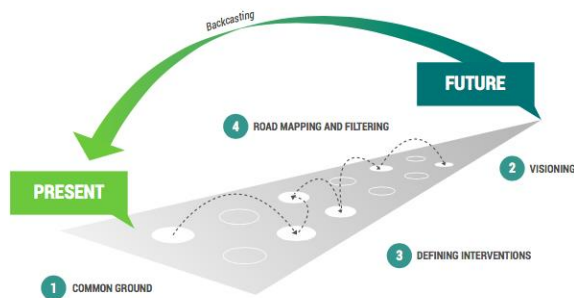 Backcasting
FUTURE
4 ROAD MAPPING AND FILTERING
2 VISIONING
PRESENT
3 DEFINING INTERVENTIONS
1 COMMON GROUND